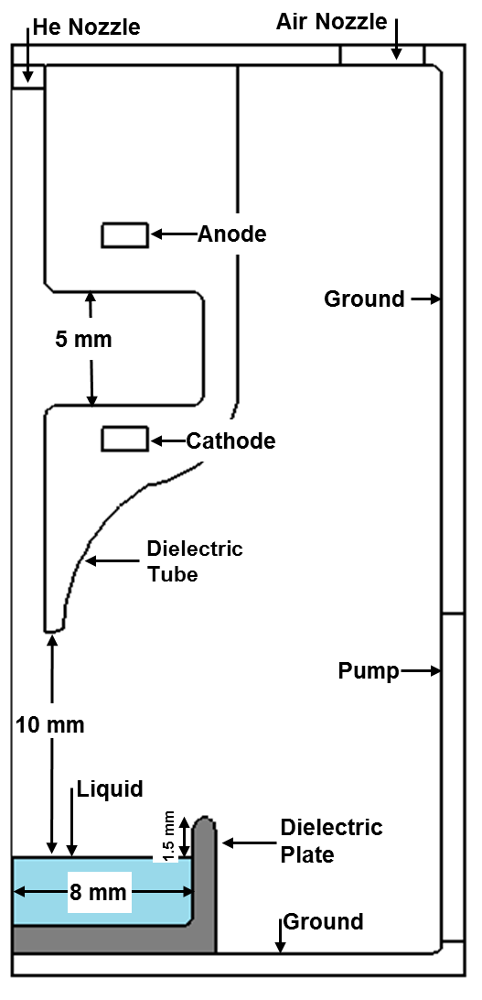 He Nozzle
Air Nozzle
Anode
Ground
5 mm
Cathode
Dielectric
Tube
Pump
10 mm
Liquid
1.5 mm
Dielectric
Plate
8 mm
Ground